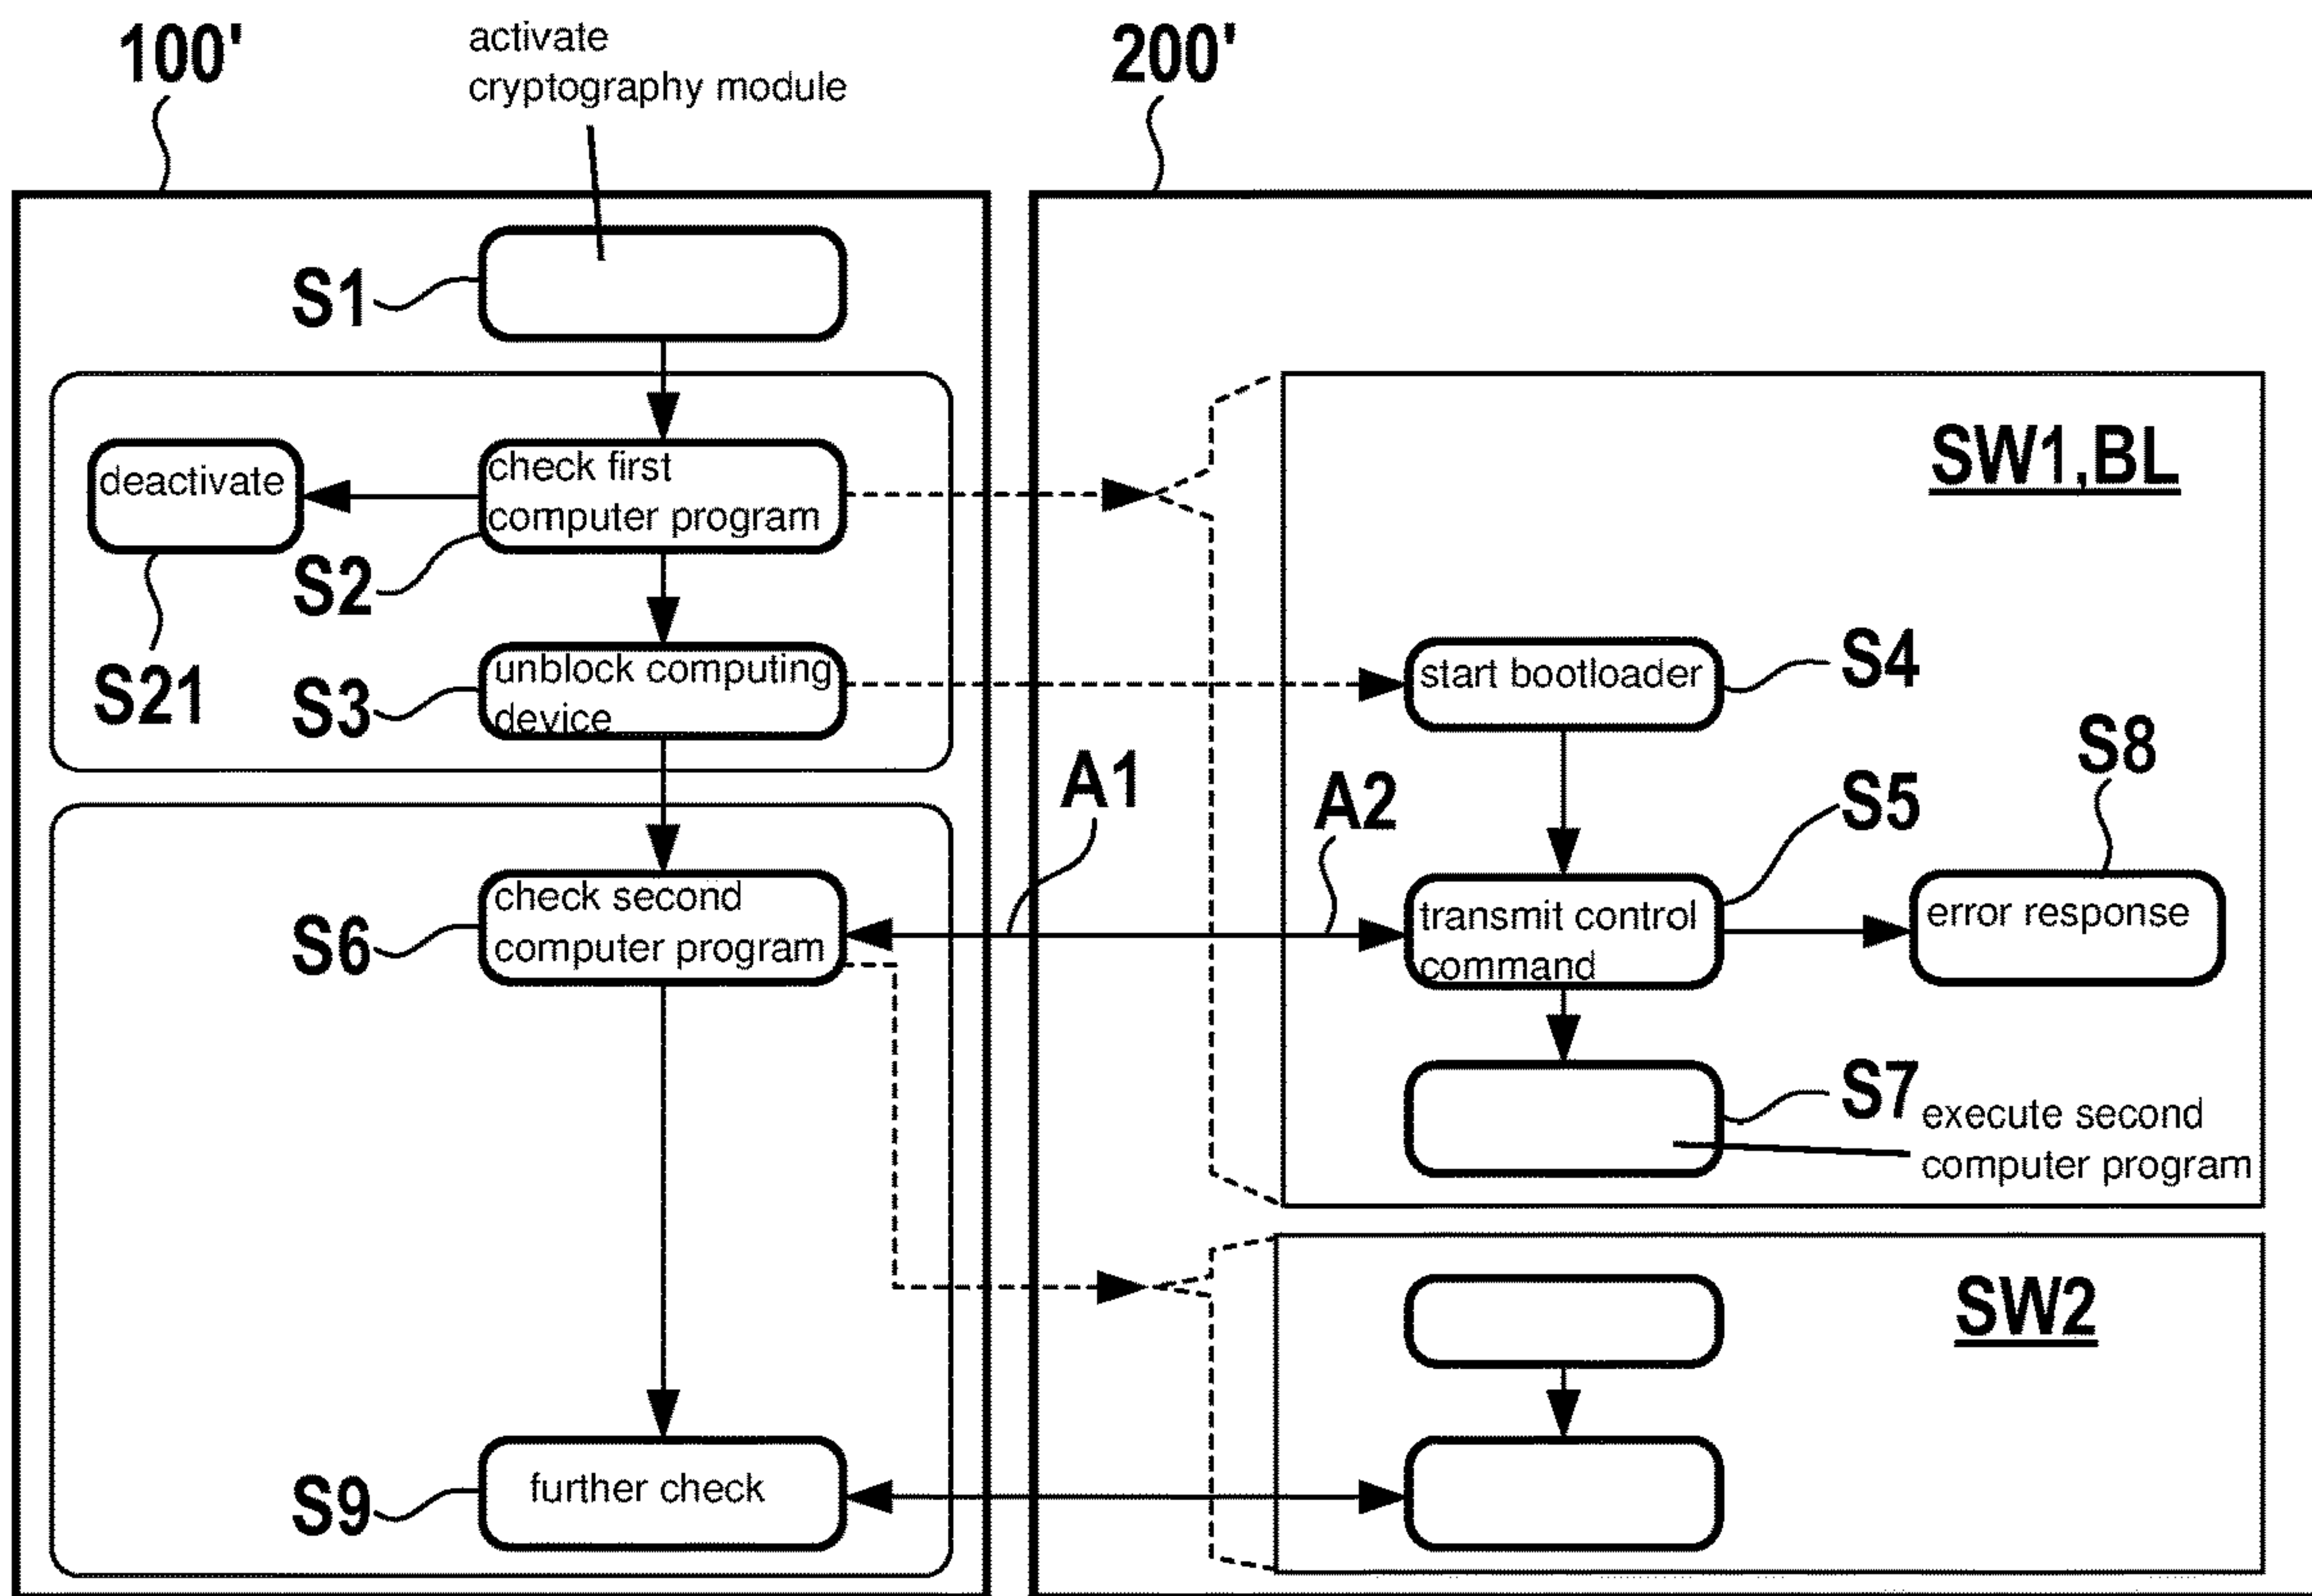 100'
activate
cryptography module
200'
S1
SW1,BL
deactivate
check first
computer program
S2
S21
S3
unblock computing
device
start bootloader
S4
S8
A1
A2
S5
check second
computer program
S6
transmit control
command
error response
S7
execute second
computer program
SW2
S9
further check